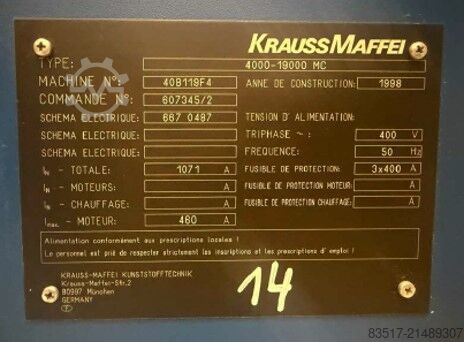 KRAUSSMAFFEI
TYPE: 4000-19000 MC
MACHINE N°: 40B119F4 ANNE DE CONSTRUCTION: 1998
COMMANDE N°: 607345/2
SCHEMA ELECTRIQUE: 667 0487 TENSION D'ALIMENTATION:
SCHEMA ELECTRIQUE: TRIPHASE ~: 400 V
SCHEMA ELECTRIQUE: FREQUENCE: 50 Hz
IN - TOTALE: 1071 A FUSIBLE DE PROTECTION: 3x400 A
IN - MOTEURS: A FUSIBLE DE PROTECTION MOTEUR: A
IN - CHAUFFAGE: A FUSIBLE DE PROTECTION CHAUFFAGE: A
Imax. - MOTEUR: 460 A
Alimentation conformément aux prescriptions locales !
Le personnel est prié de respecter strictement les inscriptions et les prescriptions d'emploi !
KRAUSS-MAFFEI KUNSTSTOFFTECHNIK
Krauss-Maffei-Str.2
80997 München
GERMANY
14
83517-21489307